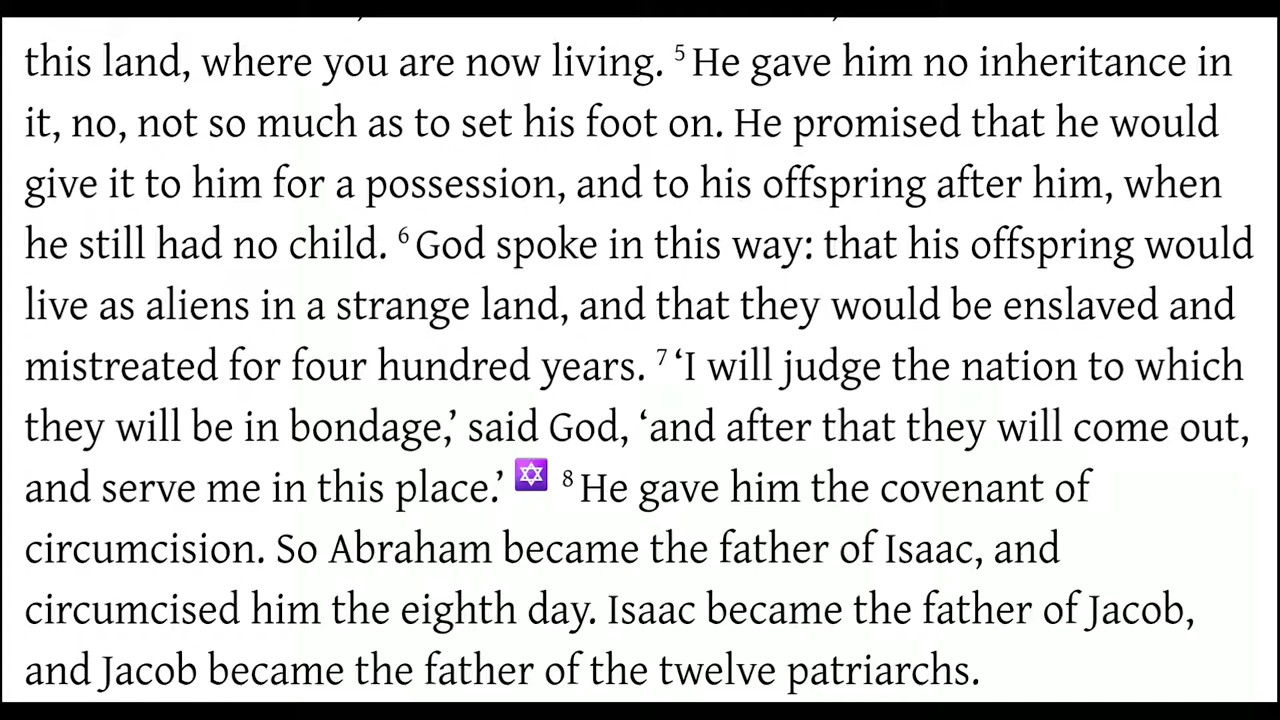 this land, where you are now living. ⁵ He gave him no inheritance in
it, no, not so much as to set his foot on. He promised that he would
give it to him for a possession, and to his offspring after him, when
he still had no child. ⁶ God spoke in this way: that his offspring would
live as aliens in a strange land, and that they would be enslaved and
mistreated for four hundred years. ⁷ ‘I will judge the nation to which
they will be in bondage,’ said God, ‘and after that they will come out,
and serve me in this place.’ 🔯 ⁸ He gave him the covenant of
circumcision. So Abraham became the father of Isaac, and
circumcised him the eighth day. Isaac became the father of Jacob,
and Jacob became the father of the twelve patriarchs.